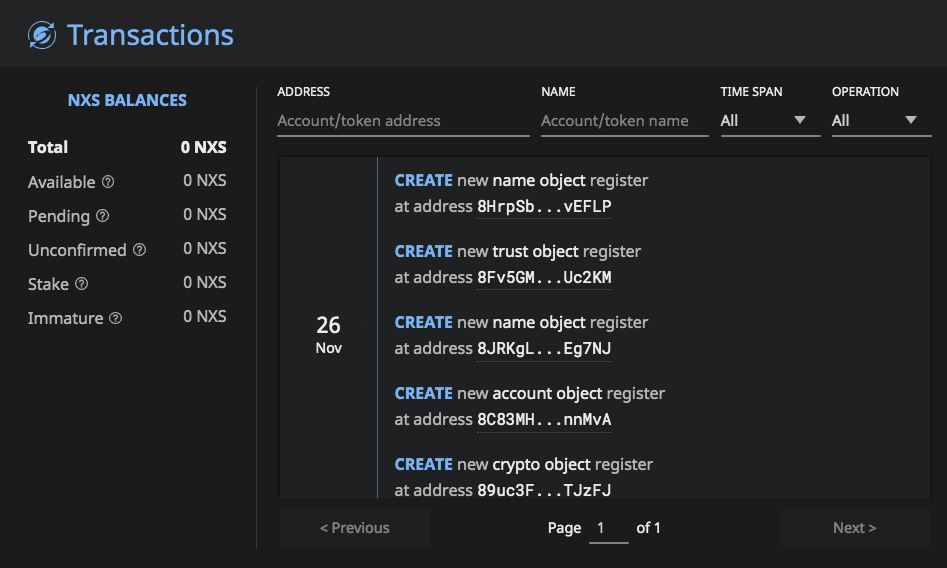 Transactions
NXS BALANCES
Total 0 NXS
Available 0 NXS
Pending 0 NXS
Unconfirmed 0 NXS
Stake 0 NXS
Immature 0 NXS
ADDRESS NAME TIME SPAN OPERATION
Account/token address Account/token name All All
26
Nov
CREATE new name object register
at address 8HrpSb...vEFLP
CREATE new trust object register
at address 8Fv5GM...Uc2KM
CREATE new name object register
at address 8JRKgL...Eg7NJ
CREATE new account object register
at address 8C83MH...nnMvA
CREATE new crypto object register
at address 89uc3F...TJzFJ
< Previous Page 1 of 1 Next >